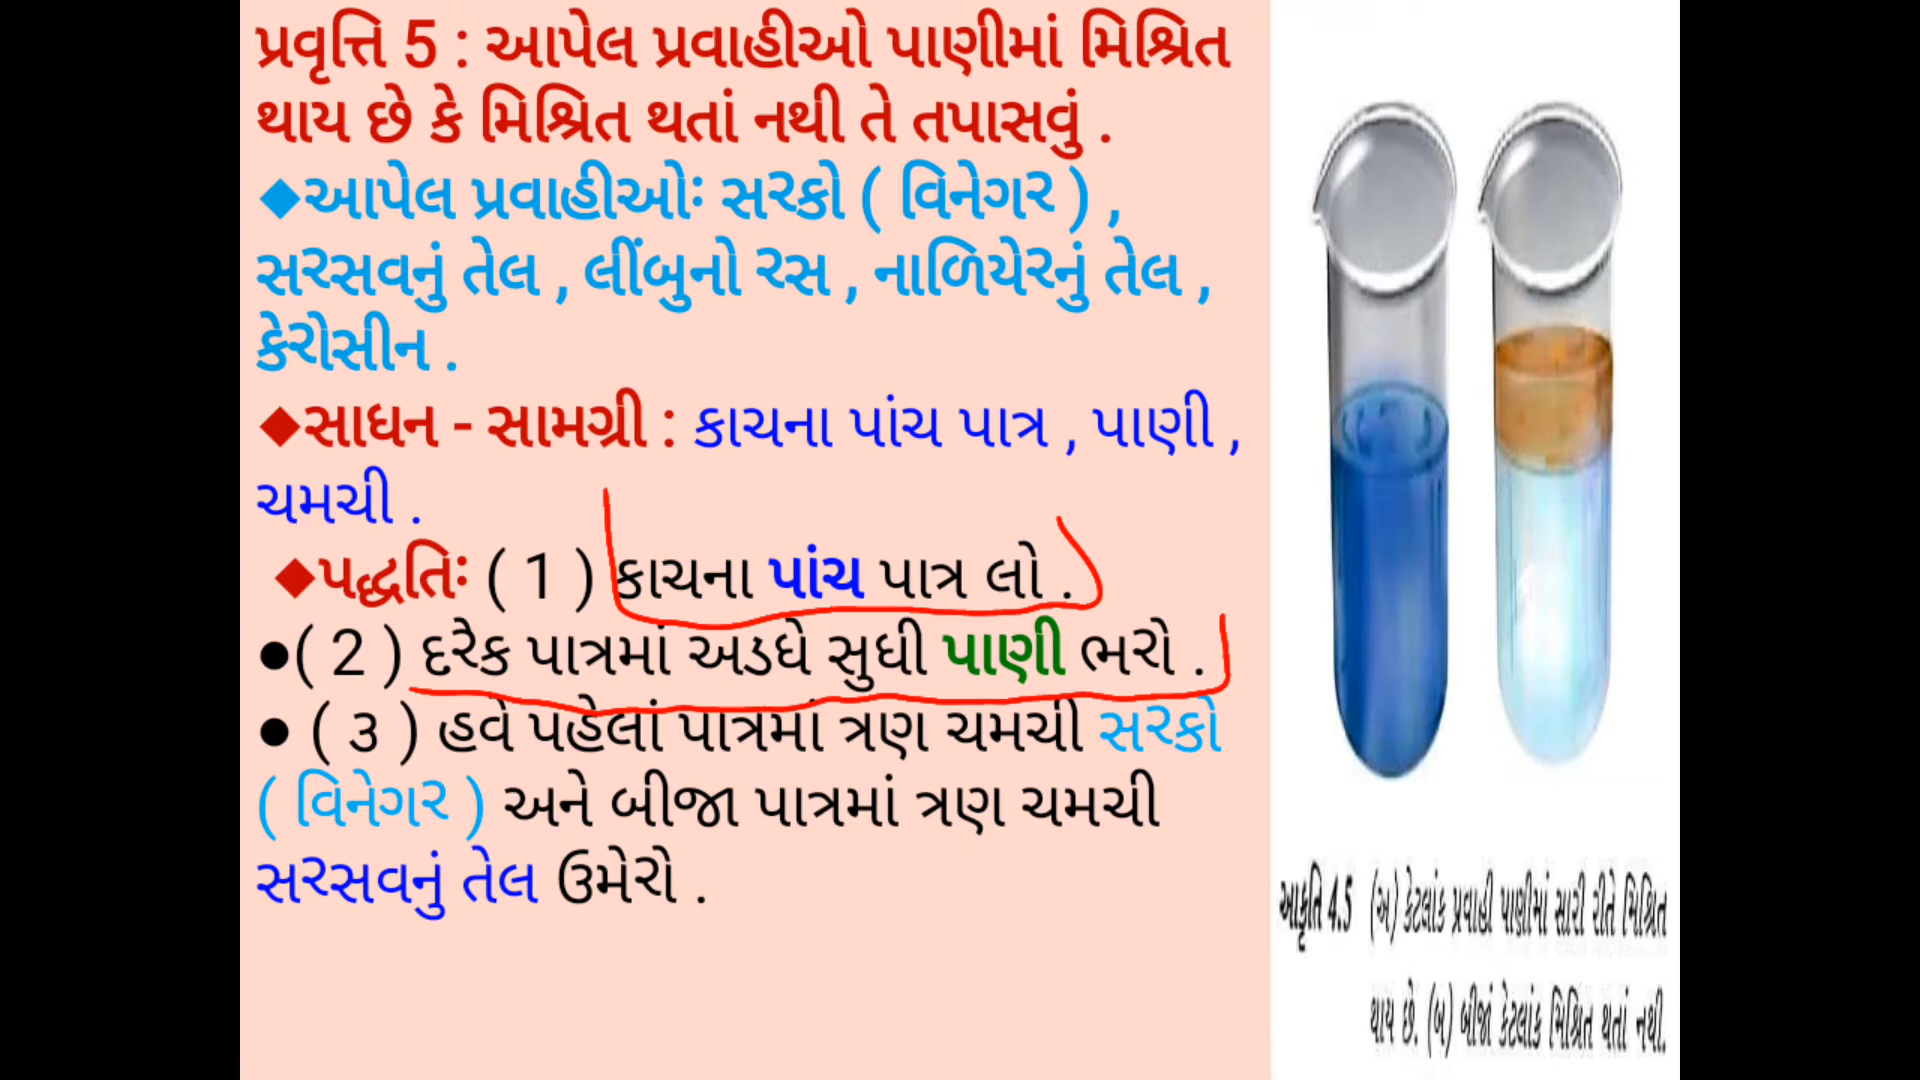 પ્રવૃત્તિ 5 : આપેલ પ્રવાહીઓ પાણીમાં મિશ્રિત
થાય છે કે મિશ્રિત થતાં નથી તે તપાસવું .
◆આપેલ પ્રવાહીઓઃ સરકો ( વિનેગર ) ,
સરસવનું તેલ , લીંબુનો રસ , નાળિયેરનું તેલ ,
કેરોસીન .
◆સાધન - સામગ્રી : કાચના પાંચ પાત્ર , પાણી ,
ચમચી .
◆પદ્ધતિઃ ( 1 ) કાચના પાંચ પાત્ર લો .
●( 2 ) દરેક પાત્રમાં અડધે સુધી પાણી ભરો .
● ( ૩ ) હવે પહેલાં પાત્રમાં ત્રણ ચમચી સરકો
( વિનેગર ) અને બીજા પાત્રમાં ત્રણ ચમચી
સરસવનું તેલ ઉમેરો .
આકૃતિ 4.5 (અ) કેટલાંક પ્રવાહી પાણીમાં સારી રીતે મિશ્રિત
થાય છે. (બ) બીજાં કેટલાંક મિશ્રિત થતાં નથી.